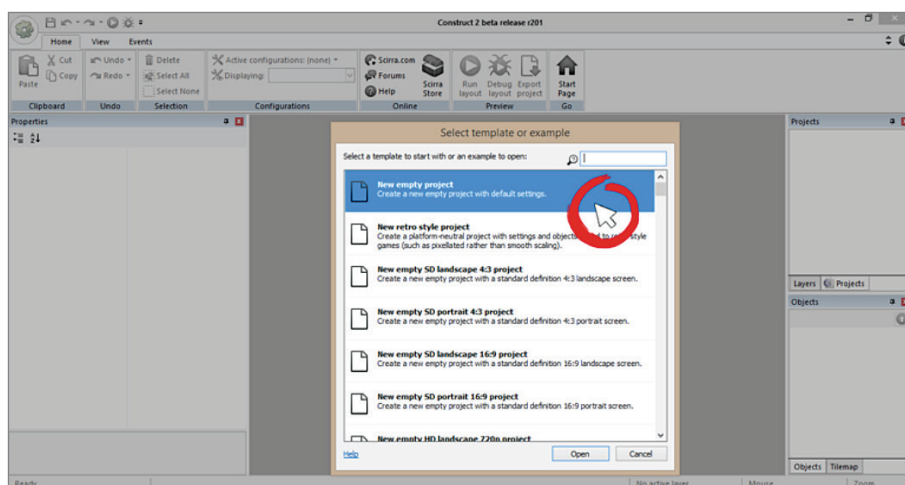 Construct 2 beta release r201
Home View Events
Paste
Cut
Copy
Clipboard
Undo
Redo
Undo
Delete
Select All
Select None
Selection
Active configurations: (none)
Displaying:
Configurations
Scirra.com
Forums
Help
Scirra Store
Online
Run layout
Debug layout
Export project
Preview
Start Page
Go
Properties
Projects
Select template or example
Select a template to start with or an example to open:
New empty project
Create a new empty project with default settings.
New retro style project
Create a platform-neutral project with settings and objects to style
games (such as pixellated rather than smooth scaling).
New empty SD landscape 4:3 project
Create a new empty project with a standard definition 4:3 landscape screen.
New empty SD portrait 4:3 project
Create a new empty project with a standard definition 4:3 portrait screen.
New empty SD landscape 16:9 project
Create a new empty project with a standard definition 16:9 landscape screen.
New empty SD portrait 16:9 project
Create a new empty project with a standard definition 16:9 portrait screen.
New empty HD landscape 720p project
Help
Open
Cancel
Layers
Projects
Objects
Objects
Tilemap
Ready
No active layer
Mouse
Zoom